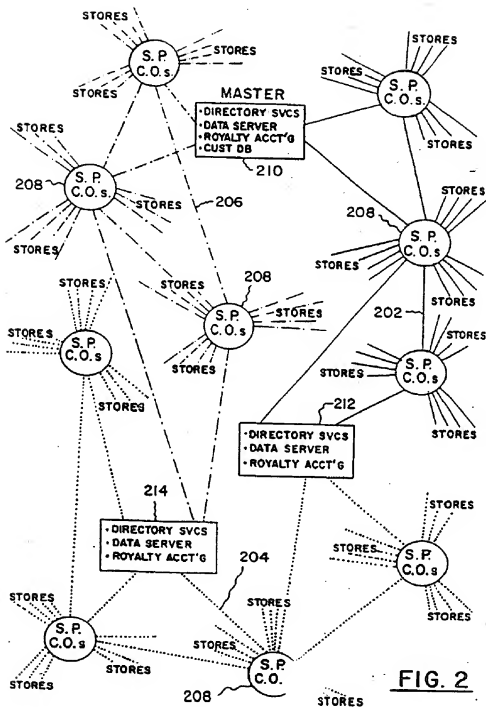 STORES
S. P.
C. O. s.
STORES
STORES
STORES
S. P.
C. O. s.
STORES
MASTER
• DIRECTORY SVCS
• DATA SERVER
• ROYALTY ACCT'G
• CUST DB
210
STORES
208
S. P.
C. O. s.
STORES
STORES
206
208
STORES
S. P.
C. O. s
STORES
STORES
208
S. P.
C. O. s
STORES
STORES
STORES
S. P.
C. O. s
STORES
202
STORES
S. P.
C. O. s
STORES
212
• DIRECTORY SVCS
• DATA SERVER
• ROYALTY ACCT'G
214
• DIRECTORY SVCS
• DATA SERVER
• ROYALTY ACCT'G
204
STORES
STORES
S. P.
C. O. s
STORES
STORES
S. P.
C. O. s
STORES
STORES
STORES
STORES
S. P.
C. O.
208
STORES
FIG. 2